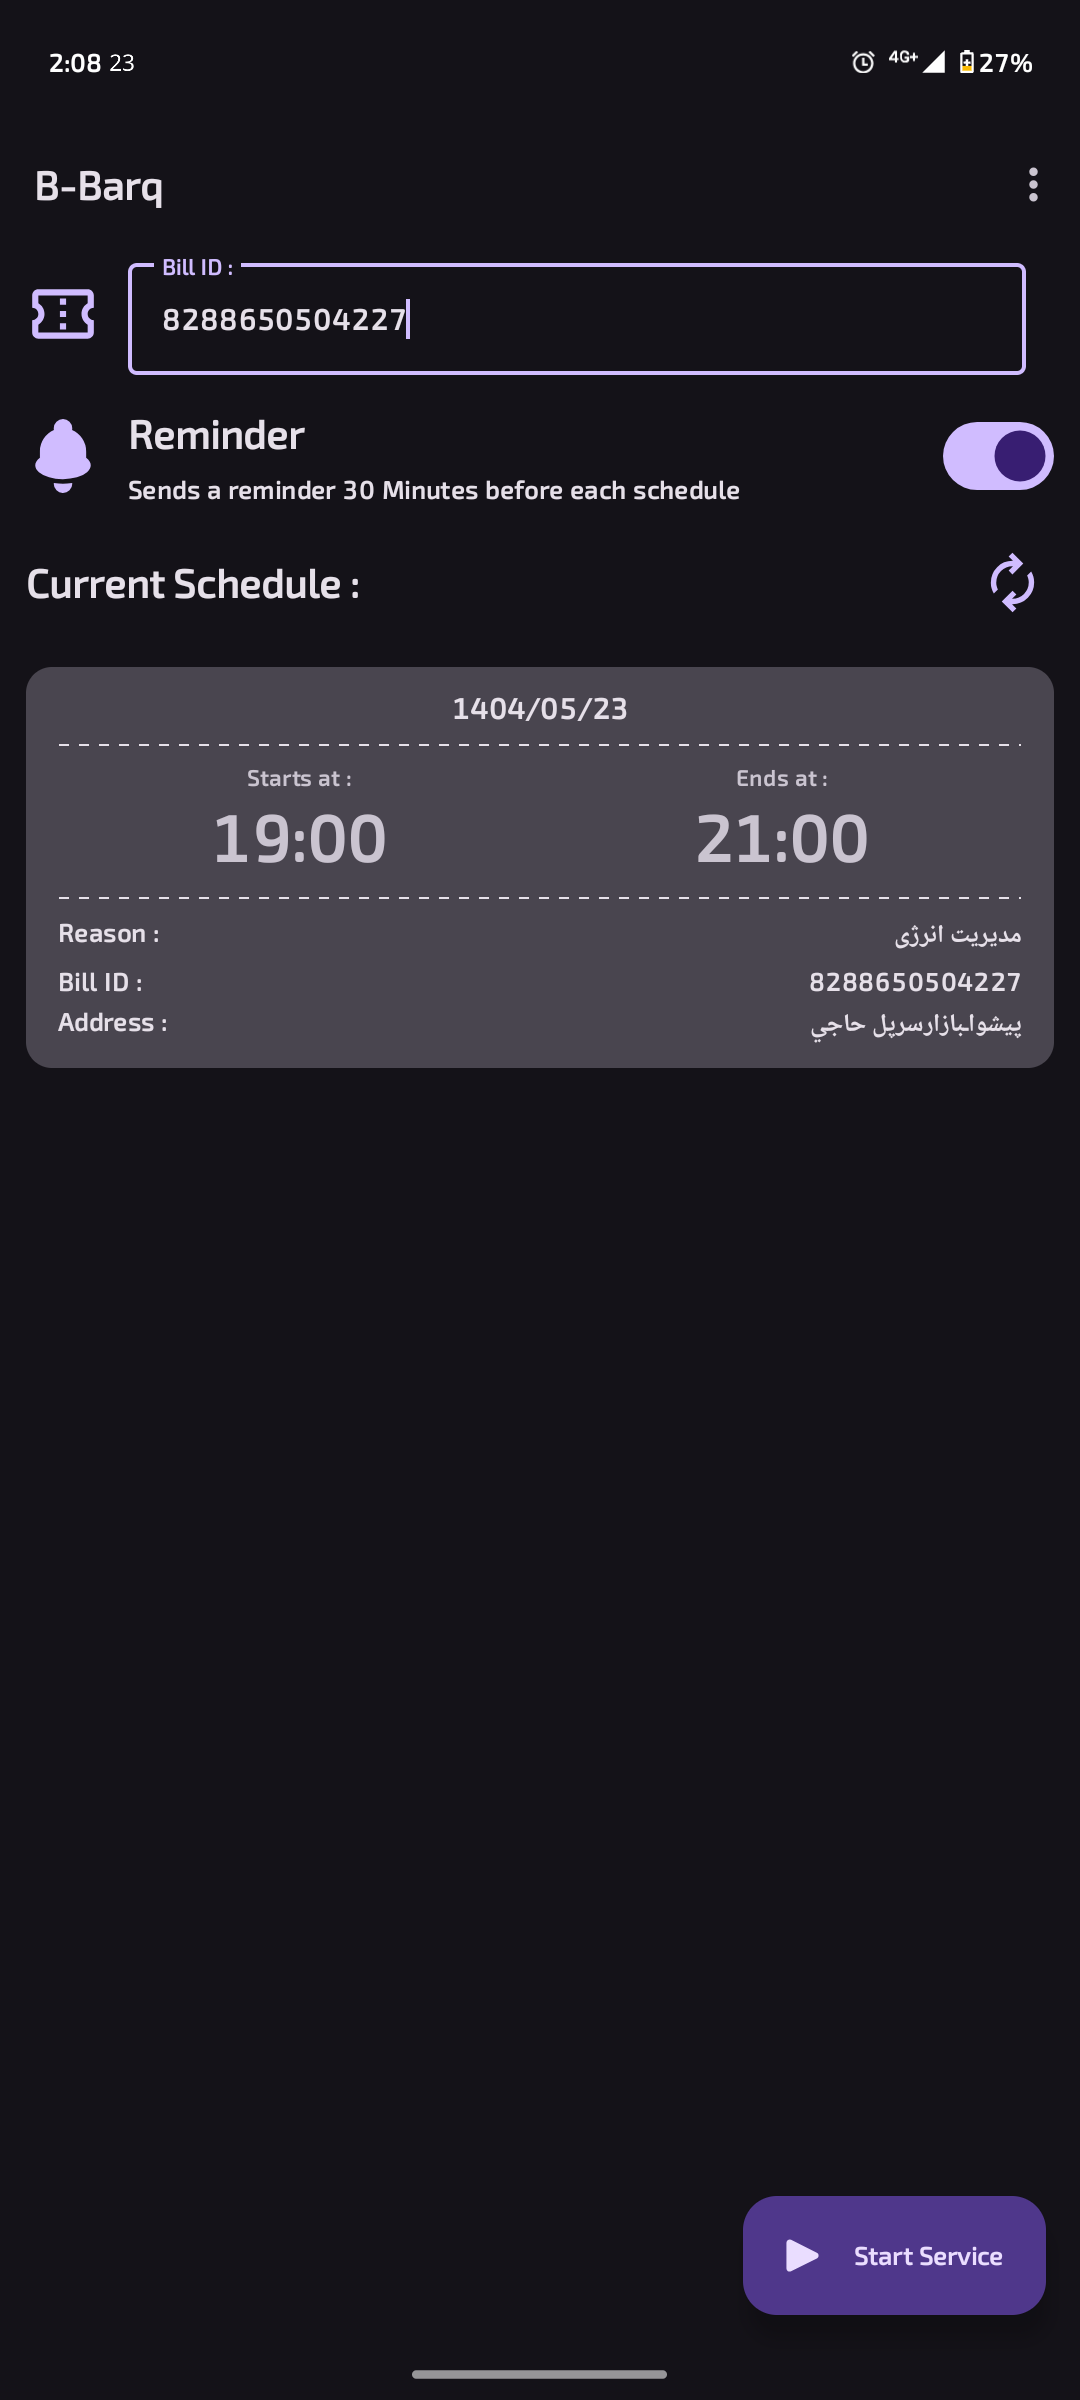 2:08 23
4G+ 27%
B-Barq
Bill ID :
8288650504227
Reminder
Sends a reminder 30 Minutes before each schedule
Current Schedule :
1404/05/23
Starts at :
Ends at :
19:00
21:00
Reason :
مدیریت انرژی
Bill ID :
8288650504227
Address :
پیشواـبازارسرپل حاجي
Start Service